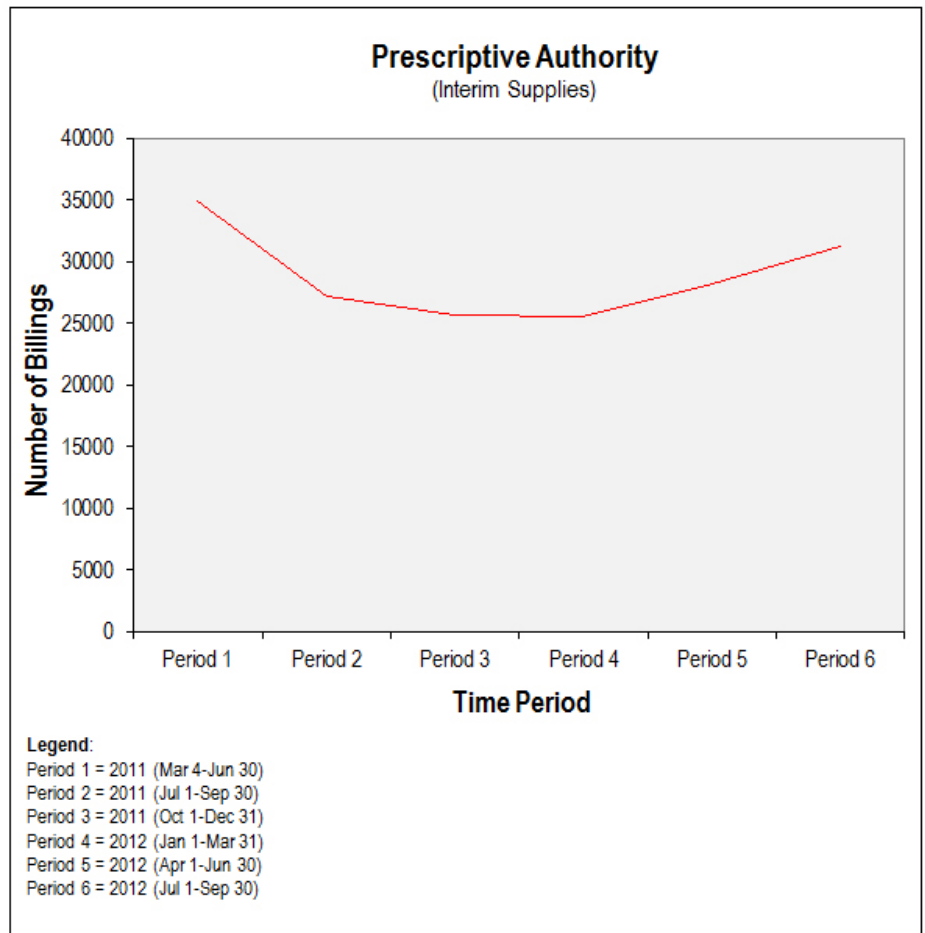 Prescriptive Authority
(Interim Supplies)
40000
35000
30000
25000
20000
15000
10000
5000
0
Number of Billings
Period 1 Period 2 Period 3 Period 4 Period 5 Period 6
Time Period
Legend:
Period 1 = 2011 (Mar 4-Jun 30)
Period 2 = 2011 (Jul 1-Sep 30)
Period 3 = 2011 (Oct 1-Dec 31)
Period 4 = 2012 (Jan 1-Mar 31)
Period 5 = 2012 (Apr 1-Jun 30)
Period 6 = 2012 (Jul 1-Sep 30)